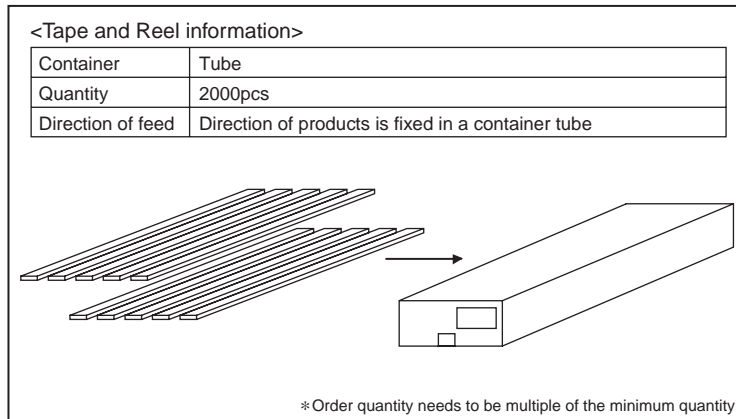 <Tape and Reel information>
Container Tube
Quantity 2000pcs
Direction of feed Direction of products is fixed in a container tube
*Order quantity needs to be multiple of the minimum quantity